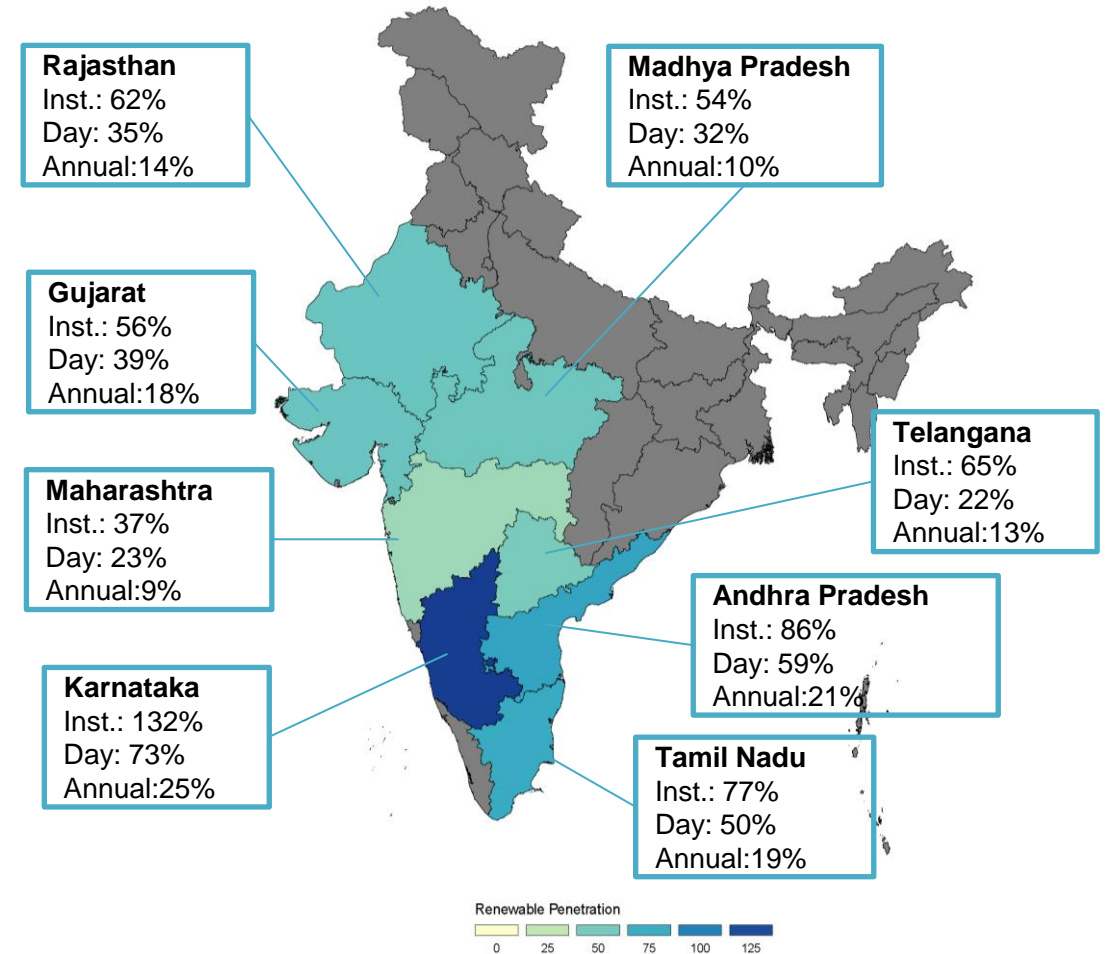 Rajasthan
Inst.: 62%
Day: 35%
Annual:14%
Madhya Pradesh
Inst.: 54%
Day: 32%
Annual:10%
Gujarat
Inst.: 56%
Day: 39%
Annual:18%
Telangana
Inst.: 65%
Day: 22%
Annual:13%
Maharashtra
Inst.: 37%
Day: 23%
Annual:9%
Andhra Pradesh
Inst.: 86%
Day: 59%
Annual:21%
Karnataka
Inst.: 132%
Day: 73%
Annual:25%
Tamil Nadu
Inst.: 77%
Day: 50%
Annual:19%
Renewable Penetration
0 25 50 75 100 125